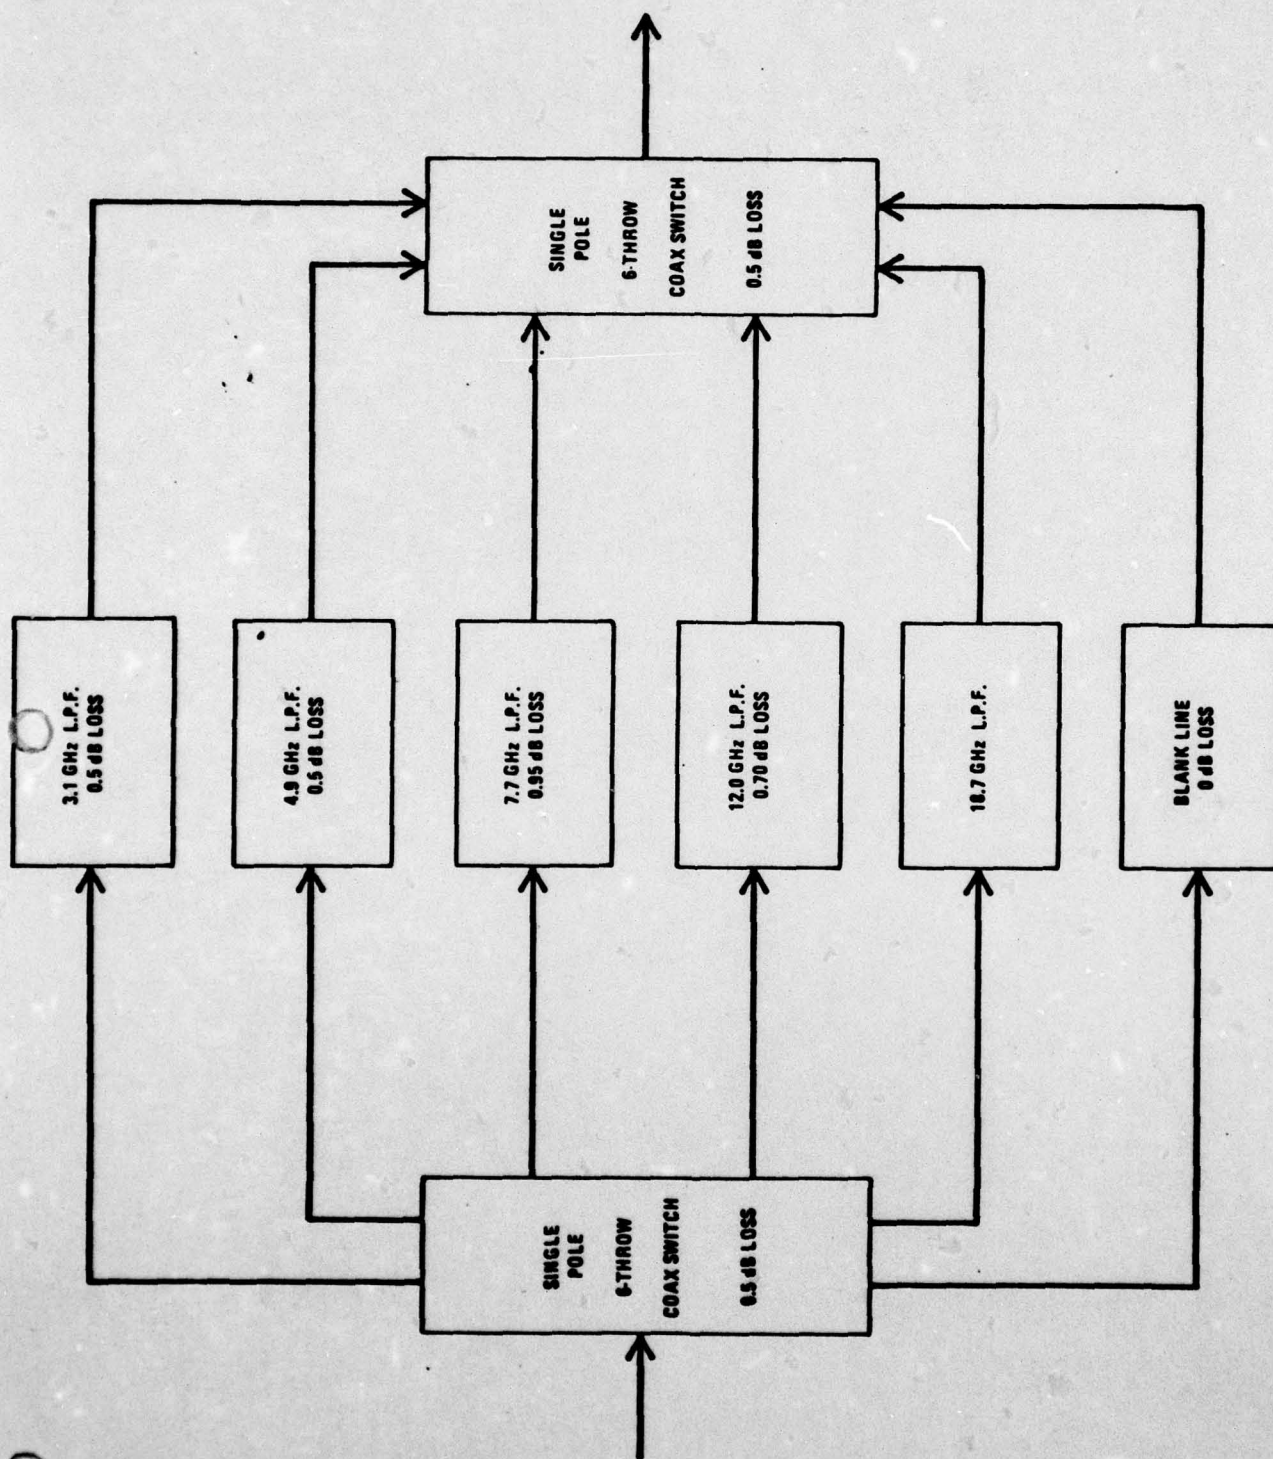 3.1 GHz L.P.F.
0.5 dB LOSS
4.9 GHz L.P.F.
0.5 dB LOSS
SINGLE
POLE
6-THROW
COAX SWITCH
0.5 dB LOSS
7.7 GHz L.P.F.
0.95 dB LOSS
SINGLE
POLE
6-THROW
COAX SWITCH
0.5 dB LOSS
12.0 GHz L.P.F.
0.70 dB LOSS
18.7 GHz L.P.F.
BLANK LINE
0 dB LOSS